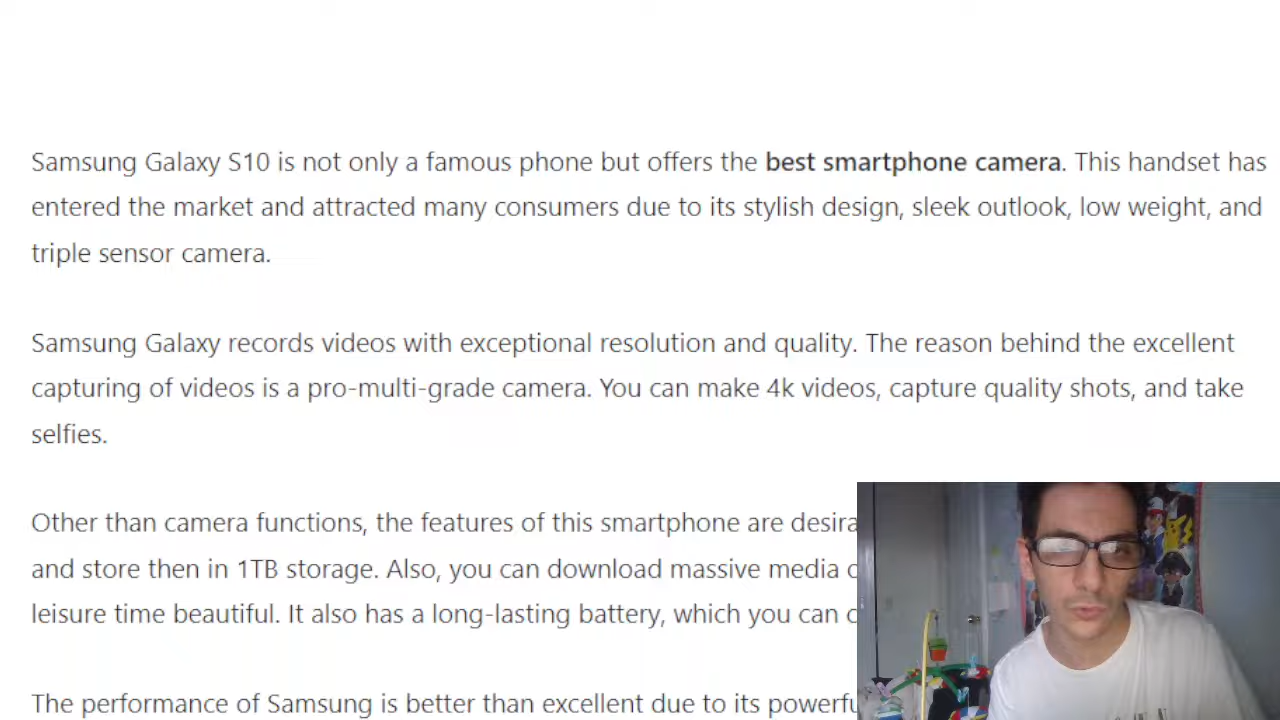 Samsung Galaxy S10 is not only a famous phone but offers the best smartphone camera. This handset has
entered the market and attracted many consumers due to its stylish design, sleek outlook, low weight, and
triple sensor camera.
Samsung Galaxy records videos with exceptional resolution and quality. The reason behind the excellent
capturing of videos is a pro-multi-grade camera. You can make 4k videos, capture quality shots, and take
selfies.
Other than camera functions, the features of this smartphone are
and store then in 1TB storage. Also, you can download massive media
leisure time beautiful. It also has a long-lasting battery, which you can
The performance of Samsung is better than excellent due to its